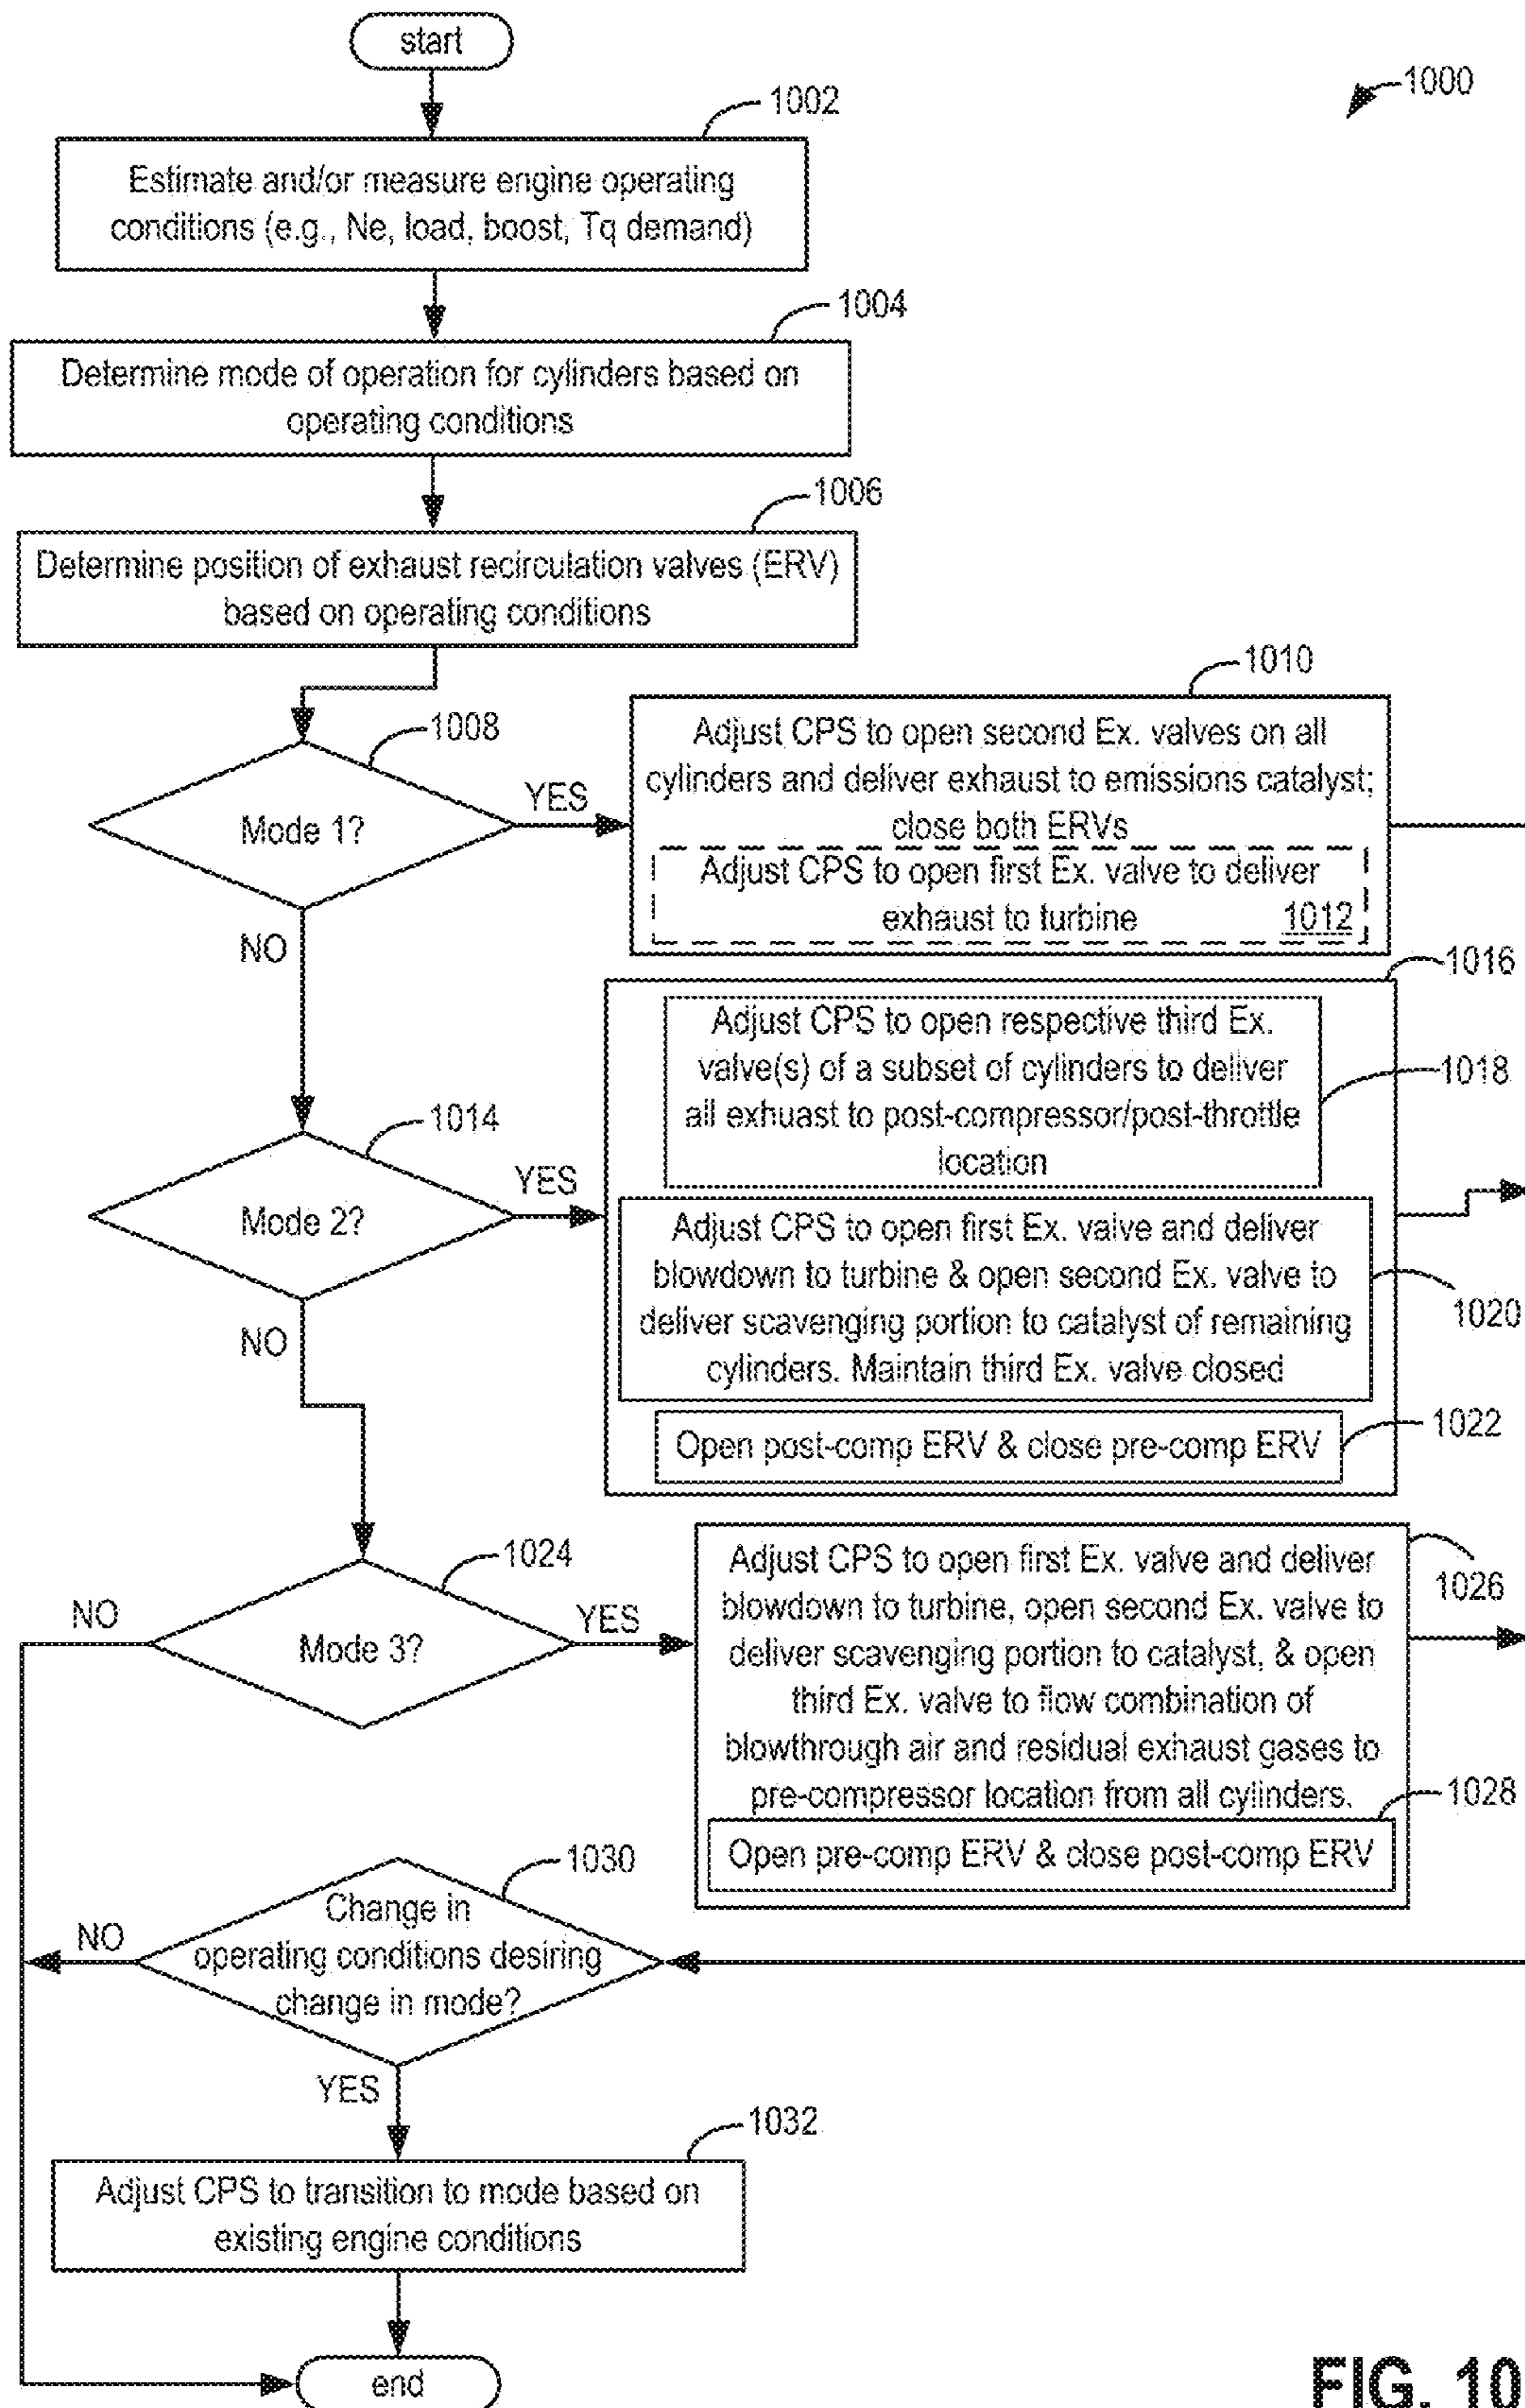 start
1000
1002
Estimate and/or measure engine operating
conditions (e.g., Ne, load, boost, Tq demand)
1004
Determine mode of operation for cylinders based on
operating conditions
1006
Determine position of exhaust recirculation valves (ERV)
based on operating conditions
1008
Mode 1?
YES
NO
1010
Adjust CPS to open second Ex. valves on all
cylinders and deliver exhaust to emissions catalyst;
close both ERVs
Adjust CPS to open first Ex. valve to deliver
exhaust to turbine 1012
1014
Mode 2?
YES
NO
1016
Adjust CPS to open respective third Ex.
valve(s) of a subset of cylinders to deliver
all exhuast to post-compressor/post-throttle
location
1018
Adjust CPS to open first Ex. valve and deliver
blowdown to turbine & open second Ex. valve to
deliver scavenging portion to catalyst of remaining
cylinders. Maintain third Ex. valve closed
1020
Open post-comp ERV & close pre-comp ERV
1022
1024
Mode 3?
NO
YES
Adjust CPS to open first Ex. valve and deliver
blowdown to turbine, open second Ex. valve to
deliver scavenging portion to catalyst, & open
third Ex. valve to flow combination of
blowthrough air and residual exhaust gases to
pre-compressor location from all cylinders.
1026
Open pre-comp ERV & close post-comp ERV
1028
1030
Change in
operating conditions desiring
change in mode?
NO
YES
1032
Adjust CPS to transition to mode based on
existing engine conditions
end
FIG. 10